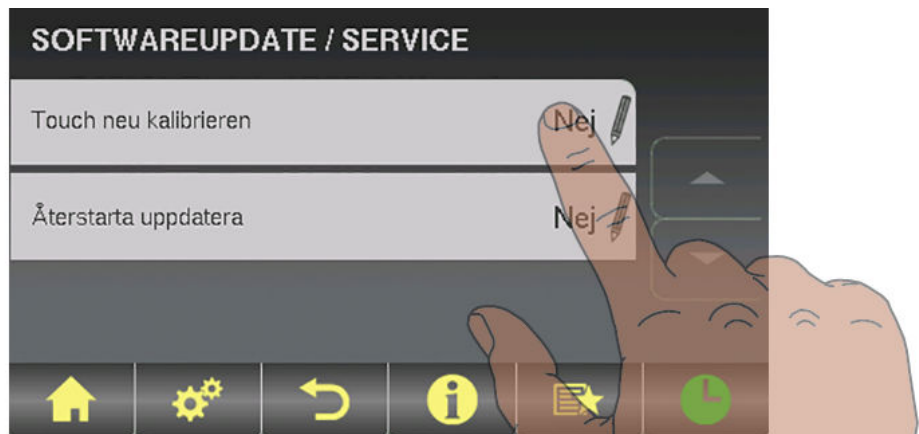 SOFTWAREUPDATE / SERVICE
Touch neu kalibrieren Nej
Återstarta uppdatera Nej